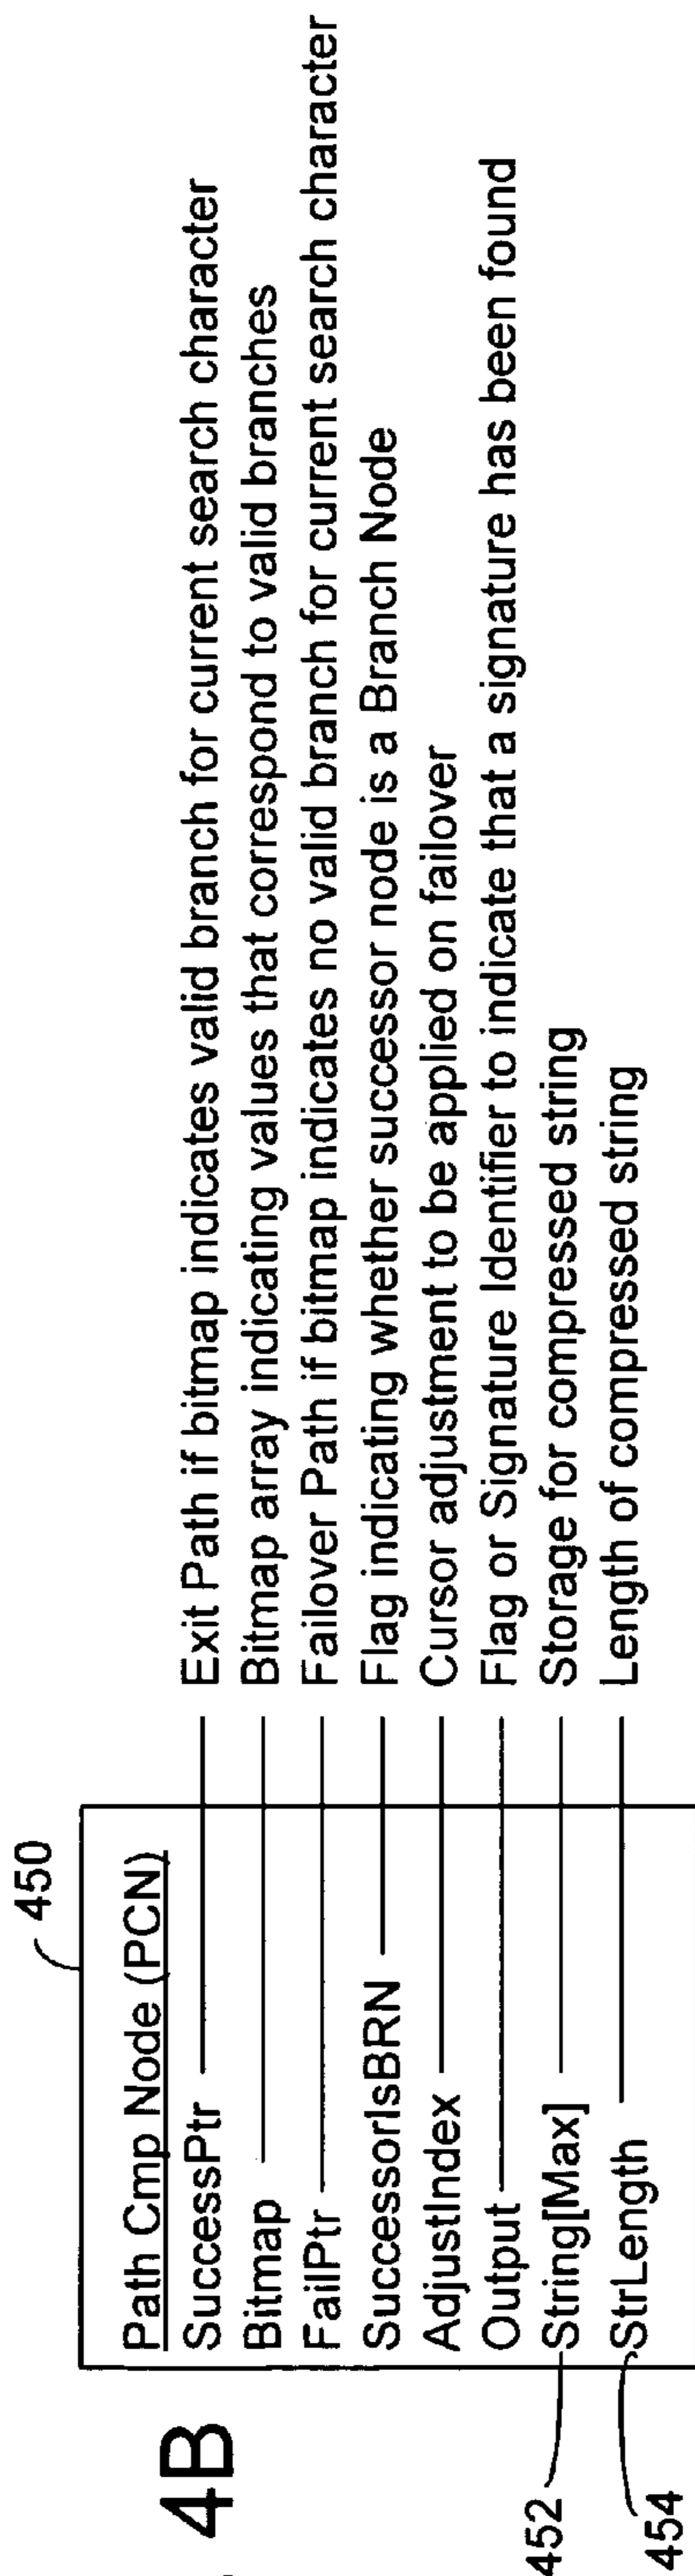 450
Path Cmp Node (PCN)
SuccessPtr Exit Path if bitmap indicates valid branch for current search character
Bitmap Bitmap array indicating values that correspond to valid branches
FailPtr Failover Path if bitmap indicates no valid branch for current search character
SuccessorIsBRN Flag indicating whether successor node is a Branch Node
AdjustIndex Cursor adjustment to be applied on failover
Output Flag or Signature Identifier to indicate that a signature has been found
452 String[Max] Storage for compressed string
454 StrLength Length of compressed string
4B